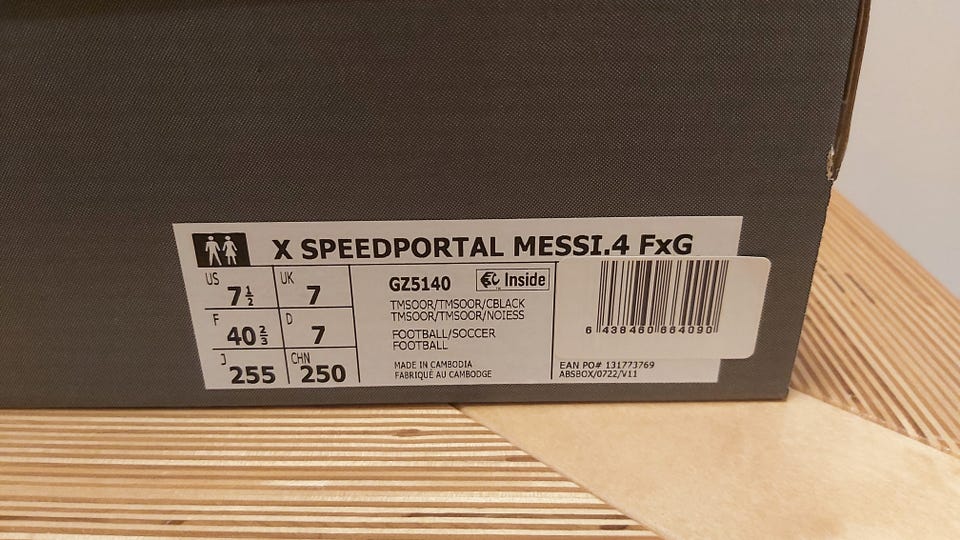 X SPEEDPORTAL MESSI.4 FxG
US 7½ UK 7
F 40⅔ D 7
J 255 CHN 250
GZ5140 Inside
TMSOOR/TMSOOR/CBLACK
TMSOOR/TMSOOR/NOIESS
FOOTBALL/SOCCER
FOOTBALL
MADE IN CAMBODIA
FABRIQUÉ AU CAMBODGE
6 438460 664090
EAN PO# 131773769
ABSBOX/0722/V11